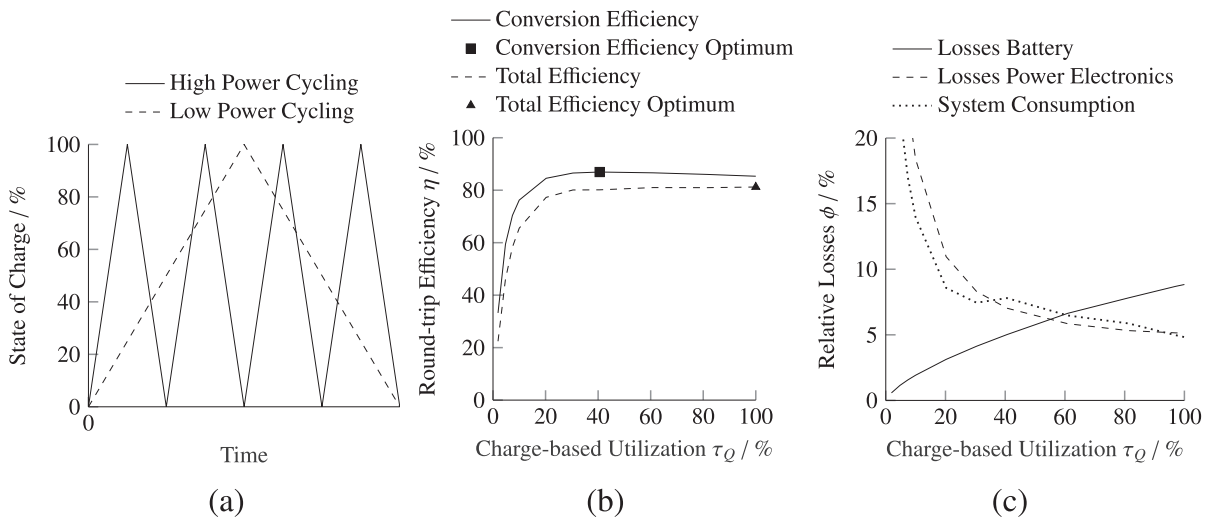 High Power Cycling
Low Power Cycling
100
80
60
40
20
0
0
State of Charge / %
Time
(a)
Conversion Efficiency
Conversion Efficiency Optimum
Total Efficiency
Total Efficiency Optimum
100
80
60
40
20
0
0 20 40 60 80 100
Round-trip Efficiency η / %
Charge-based Utilization τQ / %
(b)
Losses Battery
Losses Power Electronics
System Consumption
20
15
10
5
0
0 20 40 60 80 100
Relative Losses ϕ / %
Charge-based Utilization τQ / %
(c)